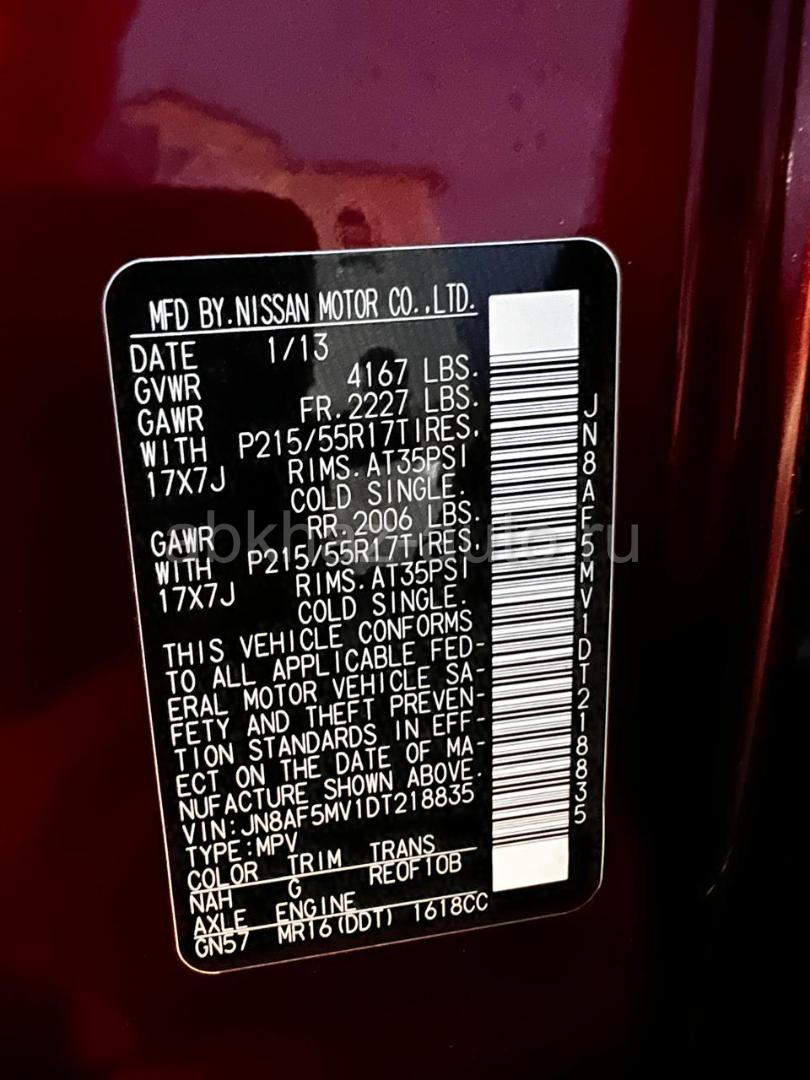 MFD BY.NISSAN MOTOR CO.,LTD.
DATE 1/13
GVWR 4167 LBS.
GAWR FR.2227 LBS.
WITH P215/55R17TIRES,
17X7J RIMS.AT35PSI
COLD SINGLE.
GAWR RR.2006 LBS.
WITH P215/55R17TIRES,
17X7J RIMS.AT35PSI
COLD SINGLE.
THIS VEHICLE CONFORMS
TO ALL APPLICABLE FED-
ERAL MOTOR VEHICLE SA-
FETY AND THEFT PREVEN-
TION STANDARDS IN EFF-
ECT ON THE DATE OF MA-
NUFACTURE SHOWN ABOVE.
VIN:JN8AF5MV1DT218835
TYPE:MPV
COLOR TRIM TRANS
NAH G RE0F10B
AXLE ENGINE
GN57 MR16(DDT) 1618CC
JN8AF5MV1DT218835
abkhaz-auto.ru